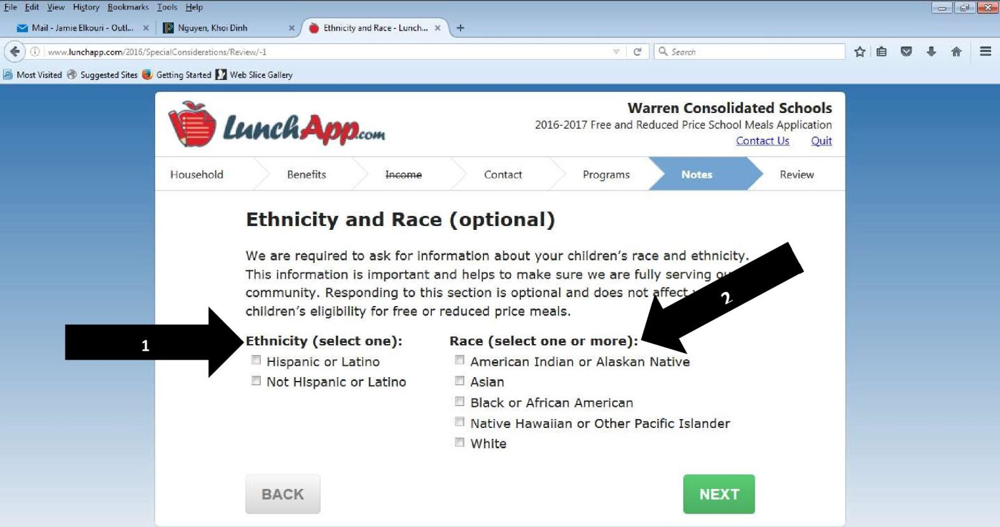 File Edit View History Bookmarks Tools Help
Mail - Jamie Elkouri - Outl... × Nguyen, Khoi Dinh × Ethnicity and Race - Lunch... × +
www.lunchapp.com/2016/SpecialConsiderations/Review/-1 Search
Most Visited Suggested Sites Getting Started Web Slice Gallery
LunchApp.com
Warren Consolidated Schools
2016-2017 Free and Reduced Price School Meals Application
Contact Us Quit
Household Benefits Income Contact Programs Notes Review
Ethnicity and Race (optional)
We are required to ask for information about your children's race and ethnicity.
This information is important and helps to make sure we are fully serving
community. Responding to this section is optional and does not affect
children's eligibility for free or reduced price meals.
2
1
Ethnicity (select one): Race (select one or more):
Hispanic or Latino American Indian or Alaskan Native
Not Hispanic or Latino Asian
Black or African American
Native Hawaiian or Other Pacific Islander
White
BACK NEXT